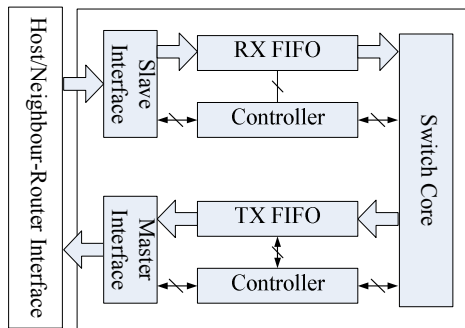 Host/Neighbour-Router Interface
Slave
Interface
RX FIFO
Controller
Switch Core
Master
Interface
TX FIFO
Controller